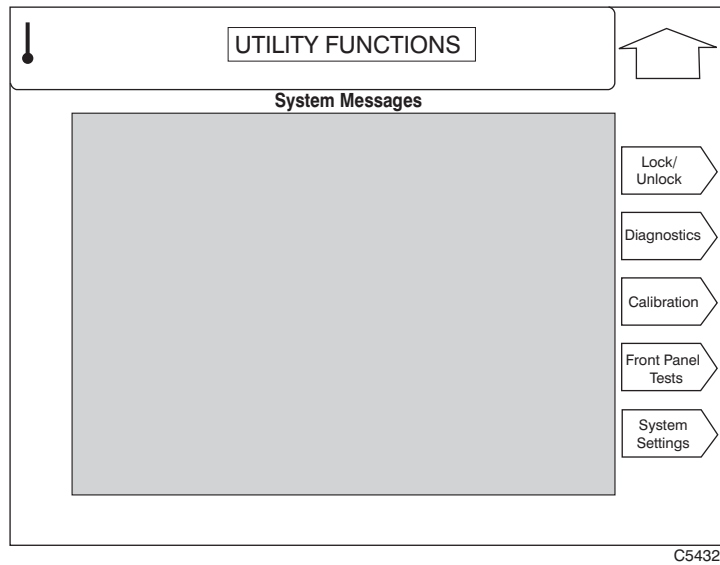 UTILITY FUNCTIONS
System Messages
Lock/
Unlock
Diagnostics
Calibration
Front Panel
Tests
System
Settings
C5432